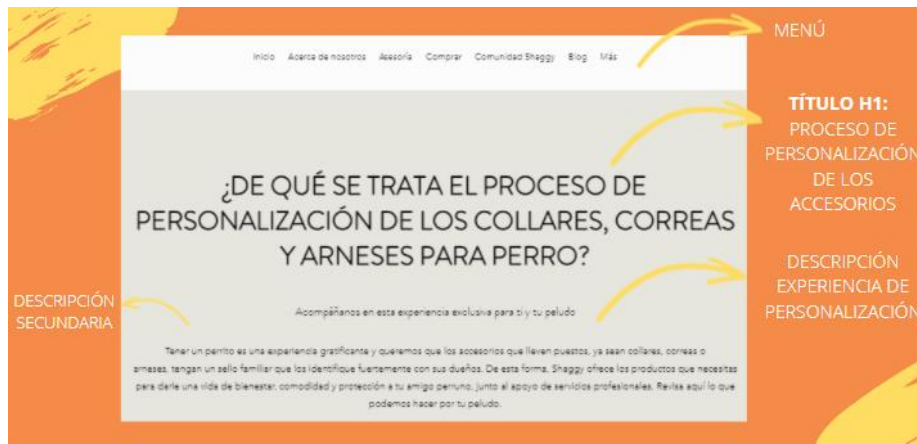 Inicio Acerca de nosotros Asesoría Comprar Comunidad Shaggy Blog Más
MENÚ
TÍTULO H1:
PROCESO DE
PERSONALIZACIÓN
DE LOS
ACCESORIOS
¿DE QUÉ SE TRATA EL PROCESO DE
PERSONALIZACIÓN DE LOS COLLARES, CORREAS
Y ARNESES PARA PERRO?
DESCRIPCIÓN
EXPERIENCIA DE
PERSONALIZACIÓN
Acompáñanos en esta experiencia exclusiva para ti y tu peludo
DESCRIPCIÓN
SECUNDARIA
Tener un perrito es una experiencia gratificante y queremos que los accesorios que lleven puestos, ya sean collares, correas o
arneses, tengan un sello familiar que los identifique fuertemente con sus dueños. De esta forma, Shaggy ofrece los productos que necesitas
para darle una vida de bienestar, comodidad y protección a tu amigo perruno, junto al apoyo de servicios profesionales. Revisa aquí lo que
podemos hacer por tu peludo.